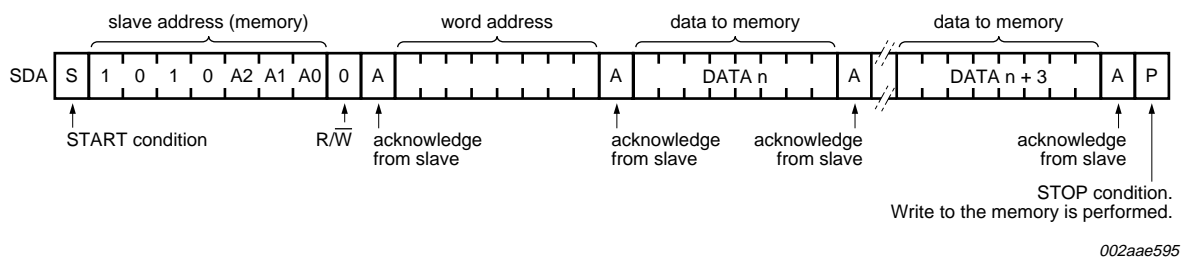 slave address (memory) word address data to memory data to memory
SDA S 1 0 1 0 A2 A1 A0 0 A A DATA n A DATA n + 3 A P
START condition R/W̅ acknowledge from slave acknowledge from slave acknowledge from slave acknowledge from slave
STOP condition.
Write to the memory is performed.
002aae595